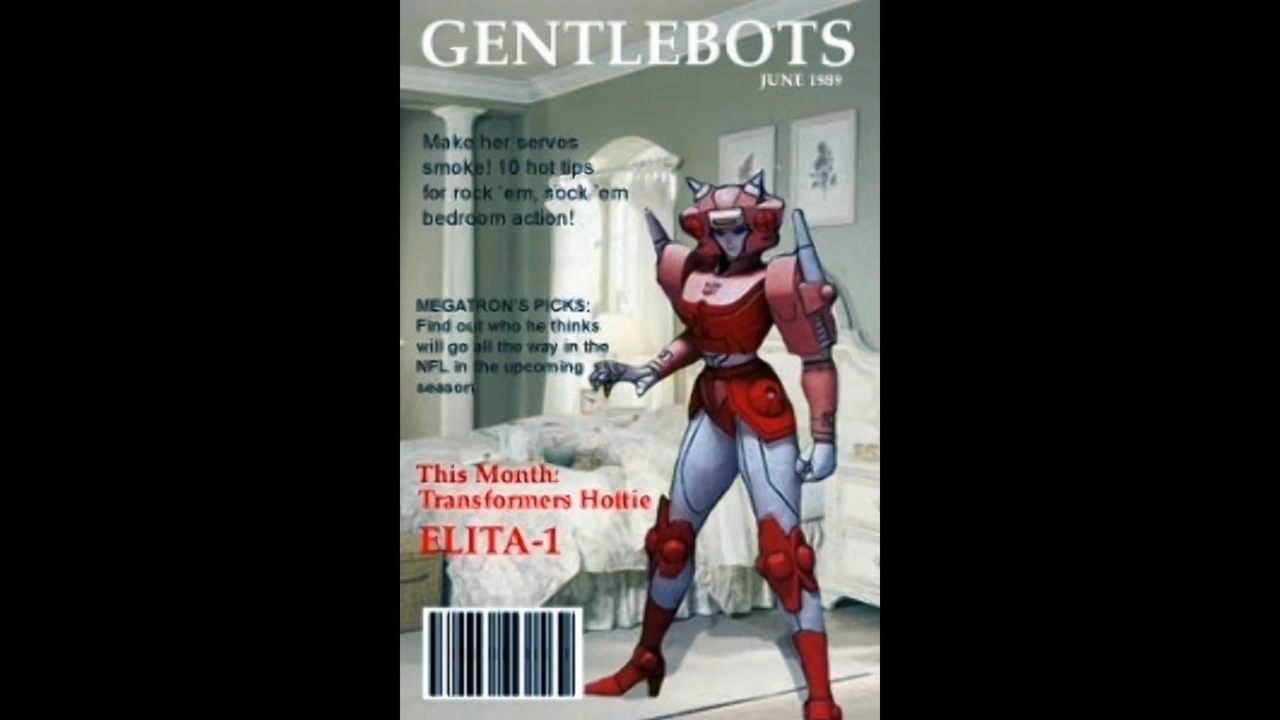 GENTLEBOTS
JUNE 1989
Make her servos
smoke! 10 hot tips
for rock 'em, sock 'em
bedroom action!
MEGATRON'S PICKS:
Find out who he thinks
will go all the way in the
NFL in the upcoming
season.
This Month:
Transformers Hottie
ELITA-1